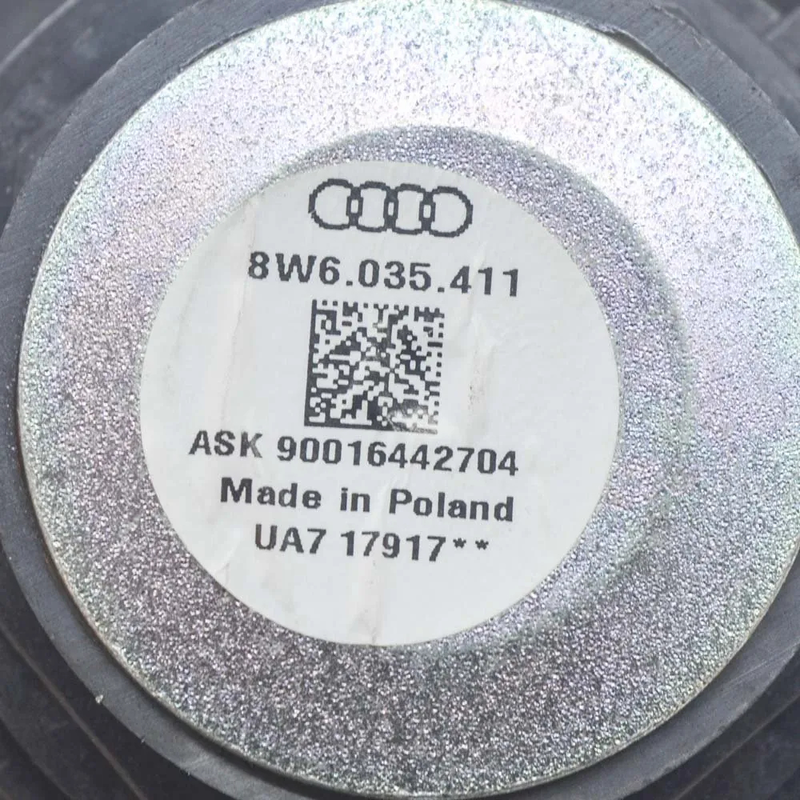 8W6.035.411
ASK 90016442704
Made in Poland
UA7 17917**